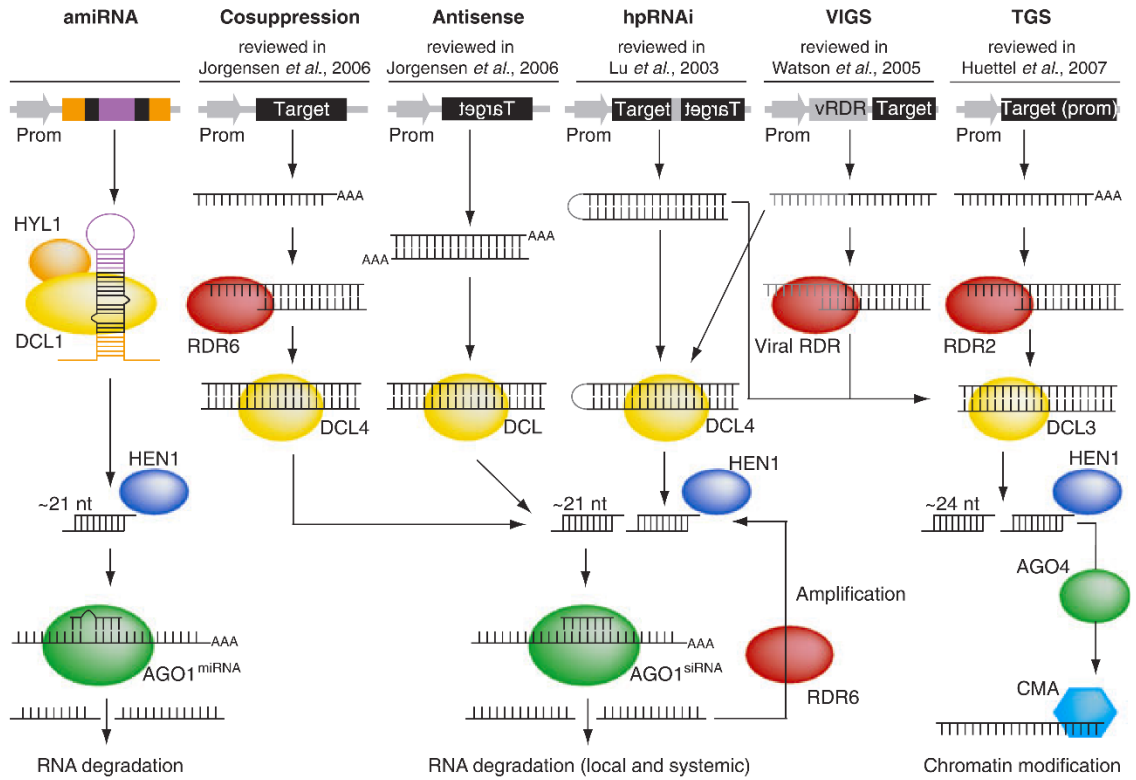 amiRNA
Cosuppression
Antisense
hpRNAi
VIGS
TGS
reviewed in
Jorgensen et al., 2006
reviewed in
Jorgensen et al., 2006
reviewed in
Lu et al., 2003
reviewed in
Watson et al., 2005
reviewed in
Huettel et al., 2007
Target
Target
Target Target
vRDR Target
Target (prom)
Prom
Prom
Prom
Prom
Prom
Prom
AAA
AAA
HYL1
AAA
AAA
DCL1
RDR6
Viral RDR
RDR2
DCL4
DCL
DCL4
DCL3
HEN1
HEN1
HEN1
~21 nt
~21 nt
~24 nt
AGO4
Amplification
AAA
AAA
AGO1miRNA
AGO1siRNA
RDR6
CMA
RNA degradation
RNA degradation (local and systemic)
Chromatin modification